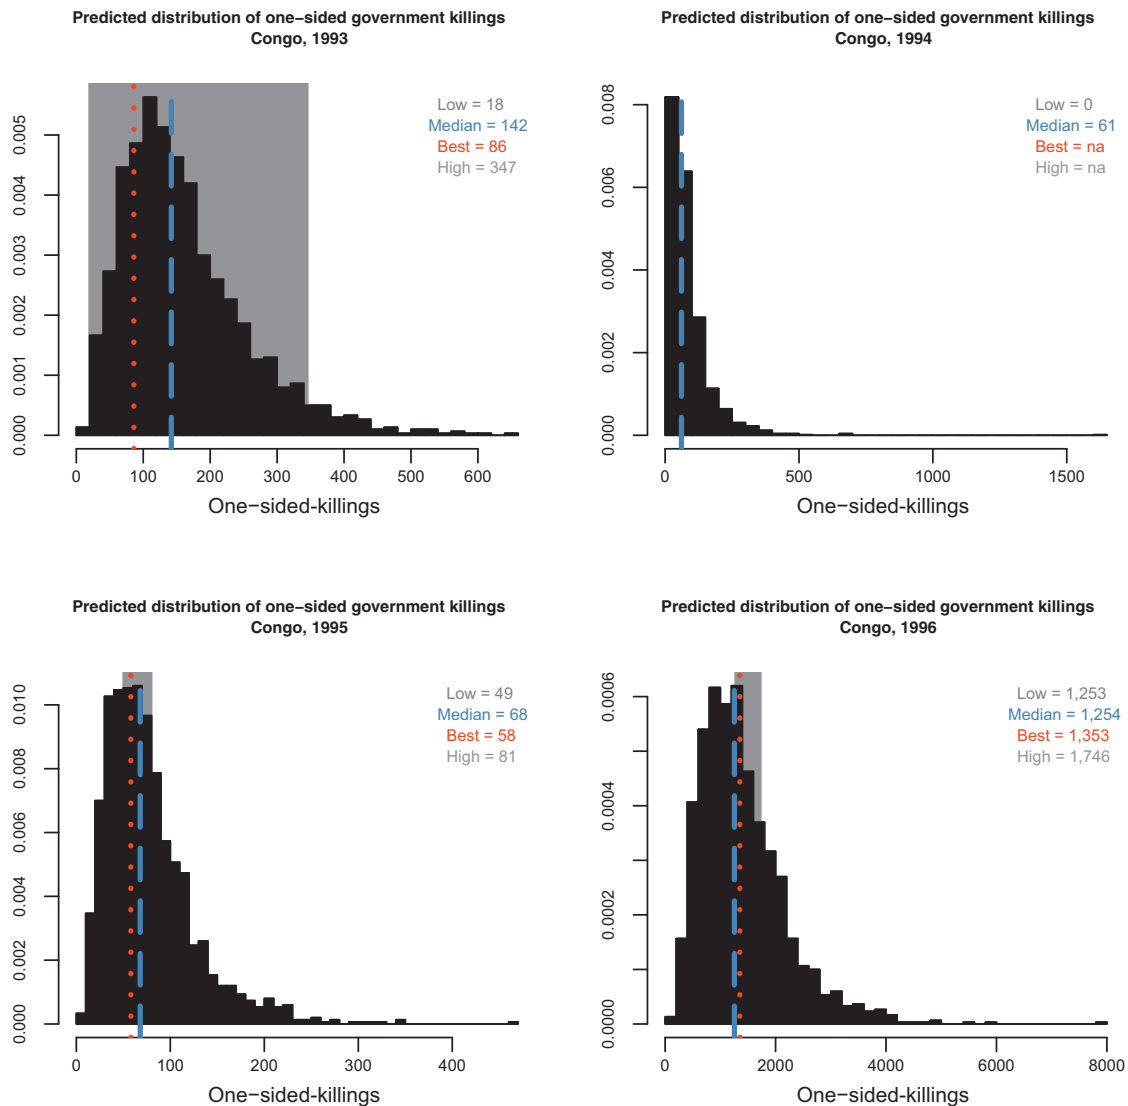 Predicted distribution of one−sided government killings
Congo, 1993
Low = 18
Median = 142
Best = 86
High = 347
0.005
0.004
0.003
0.002
0.001
0.000
0 100 200 300 400 500 600
One−sided−killings
Predicted distribution of one−sided government killings
Congo, 1994
Low = 0
Median = 61
Best = na
High = na
0.008
0.006
0.004
0.002
0.000
0 500 1000 1500
One−sided−killings
Predicted distribution of one−sided government killings
Congo, 1995
Low = 49
Median = 68
Best = 58
High = 81
0.010
0.008
0.006
0.004
0.002
0.000
0 100 200 300 400
One−sided−killings
Predicted distribution of one−sided government killings
Congo, 1996
Low = 1,253
Median = 1,254
Best = 1,353
High = 1,746
0.0006
0.0004
0.0002
0.0000
0 2000 4000 6000 8000
One−sided−killings